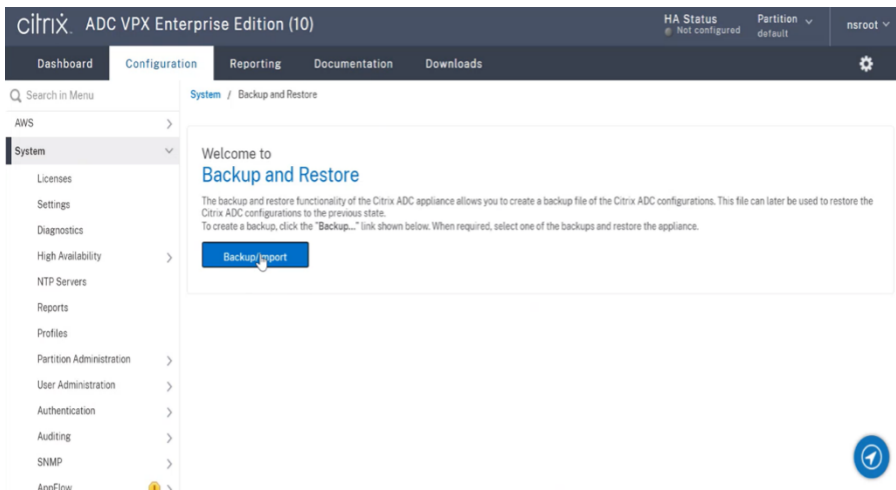 citrix. ADC VPX Enterprise Edition (10)
HA Status
Not configured
Partition
default
nsroot
Dashboard Configuration Reporting Documentation Downloads
Search in Menu
System / Backup and Restore
AWS
System
Licenses
Settings
Diagnostics
High Availability
NTP Servers
Reports
Profiles
Partition Administration
User Administration
Authentication
Auditing
SNMP
AppFlow
Welcome to
Backup and Restore
The backup and restore functionality of the Citrix ADC appliance allows you to create a backup file of the Citrix ADC configurations. This file can later be used to restore the
Citrix ADC configurations to the previous state.
To create a backup, click the "Backup..." link shown below. When required, select one of the backups and restore the appliance.
Backup/Import